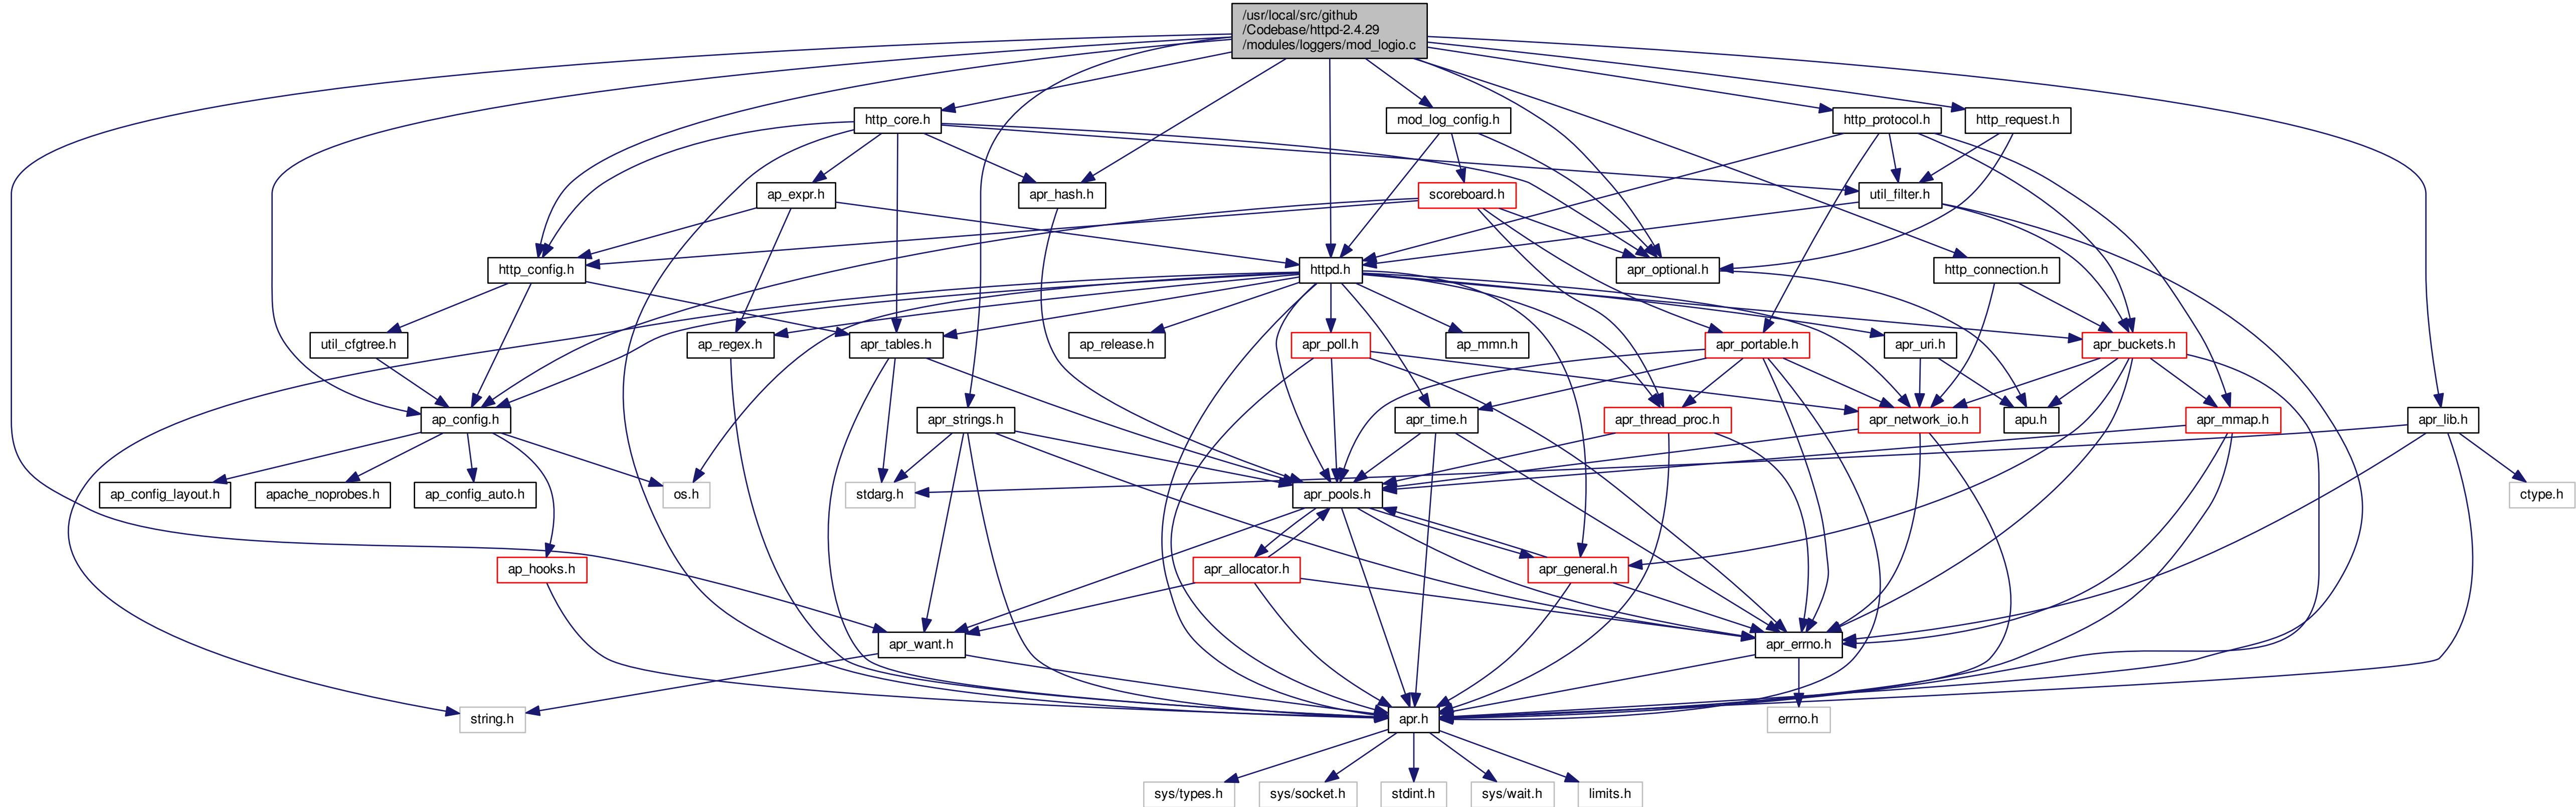 /usr/local/src/github
/Codebase/httpd-2.4.29
/modules/loggers/mod_logio.c
http_core.h
mod_log_config.h
http_protocol.h
http_request.h
ap_expr.h
apr_hash.h
scoreboard.h
util_filter.h
http_config.h
httpd.h
apr_optional.h
http_connection.h
util_cfgtree.h
ap_regex.h
apr_tables.h
ap_release.h
apr_poll.h
ap_mmn.h
apr_portable.h
apr_uri.h
apr_buckets.h
ap_config.h
apr_strings.h
apr_time.h
apr_thread_proc.h
apr_network_io.h
apu.h
apr_mmap.h
apr_lib.h
ap_config_layout.h
apache_noprobes.h
ap_config_auto.h
os.h
stdarg.h
apr_pools.h
ctype.h
ap_hooks.h
apr_allocator.h
apr_general.h
apr_want.h
apr_errno.h
string.h
apr.h
errno.h
sys/types.h
sys/socket.h
stdint.h
sys/wait.h
limits.h